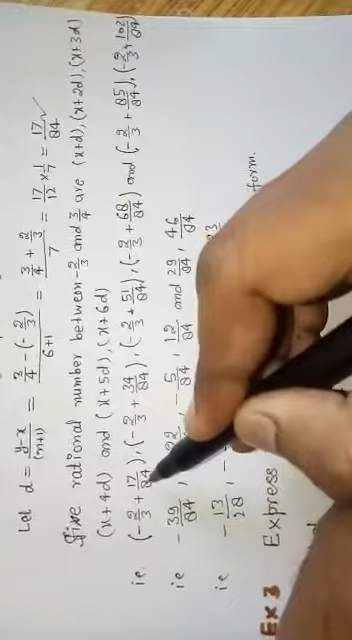 Let d = (y-x)/(n+1) = (3/4 - (-2/3))/(6+1) = (3/4 + 2/3)/7 = 17/12 × 1/7 = 17/84 ✓
five rational number between -2/3 and 3/4 are (x+d), (x+2d), (x+3d)
(x+4d) and (x+5d), (x+6d)
ie. (-2/3 + 17/84), (-2/3 + 34/84), (-2/3 + 51/84), (-2/3 + 68/84) and (-2/3 + 85/84), (-2/3 + 102/84)
ie -39/84, -5/84, 12/84 and 29/84, 46/84
ie -13/28, -
EX 3 Express form.